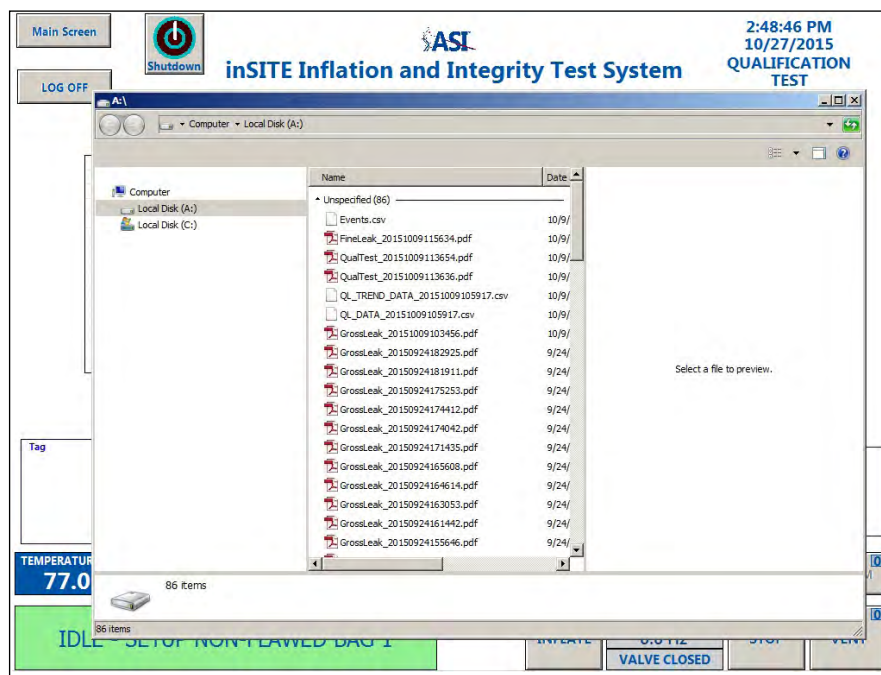 Main Screen
Shutdown
LOG OFF
ASI
inSITE Inflation and Integrity Test System
2:48:46 PM
10/27/2015
QUALIFICATION
TEST
A:\
Computer Local Disk (A:)
Computer
Local Disk (A:)
Local Disk (C:)
Name Date
Unspecified (86)
Events.csv 10/9/
FineLeak_20151009115634.pdf 10/9/
QualTest_20151009113654.pdf 10/9/
QualTest_20151009113636.pdf 10/9/
QL_TREND_DATA_20151009105917.csv 10/9/
QL_DATA_20151009105917.csv 10/9/
GrossLeak_20151009103456.pdf 10/9/
GrossLeak_20150924182925.pdf 9/24/
GrossLeak_20150924181911.pdf 9/24/
GrossLeak_20150924175253.pdf 9/24/
GrossLeak_20150924174412.pdf 9/24/
GrossLeak_20150924174042.pdf 9/24/
GrossLeak_20150924171435.pdf 9/24/
GrossLeak_20150924165608.pdf 9/24/
GrossLeak_20150924164614.pdf 9/24/
GrossLeak_20150924163053.pdf 9/24/
GrossLeak_20150924161442.pdf 9/24/
GrossLeak_20150924155646.pdf 9/24/
Select a file to preview.
Tag
TEMPERATUR
77.0
86 items
86 items
IDLE - SETUP NON-FLAWED BAG 1
INFLATE
VALVE CLOSED
STOP
VENT